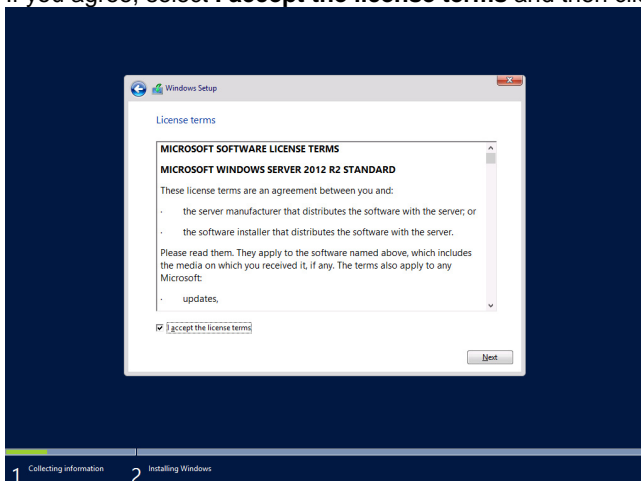 If you agree, select I accept the license terms and then clic
Windows Setup
License terms
MICROSOFT SOFTWARE LICENSE TERMS
MICROSOFT WINDOWS SERVER 2012 R2 STANDARD
These license terms are an agreement between you and:
· the server manufacturer that distributes the software with the server; or
· the software installer that distributes the software with the server.
Please read them. They apply to the software named above, which includes
the media on which you received it, if any. The terms also apply to any
Microsoft:
· updates,
I accept the license terms
Next
1 Collecting information 2 Installing Windows